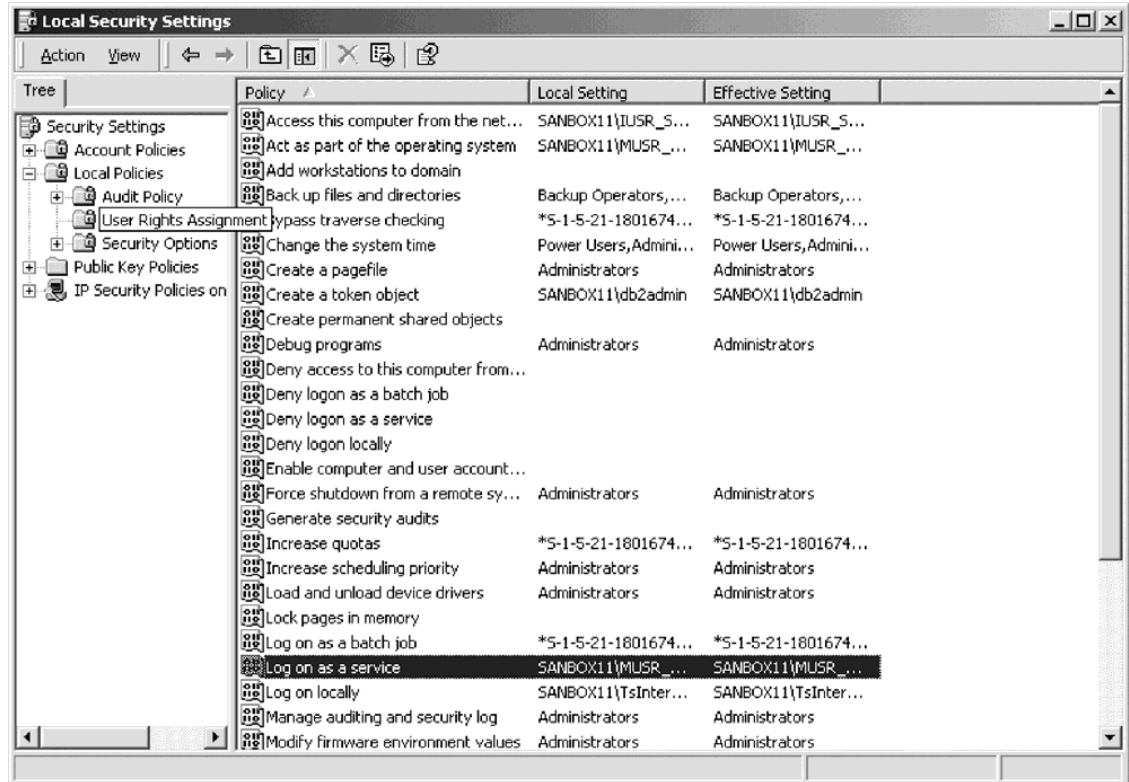 Local Security Settings
Action View
Tree
Policy Local Setting Effective Setting
Security Settings
Account Policies
Local Policies
Audit Policy
User Rights Assignment
Security Options
Public Key Policies
IP Security Policies on
Access this computer from the net... SANBOX11\IUSR_S... SANBOX11\IUSR_S...
Act as part of the operating system SANBOX11\MUSR_... SANBOX11\MUSR_...
Add workstations to domain
Back up files and directories Backup Operators,... Backup Operators,...
ypass traverse checking *S-1-5-21-1801674... *S-1-5-21-1801674...
Change the system time Power Users,Admini... Power Users,Admini...
Create a pagefile Administrators Administrators
Create a token object SANBOX11\db2admin SANBOX11\db2admin
Create permanent shared objects
Debug programs Administrators Administrators
Deny access to this computer from...
Deny logon as a batch job
Deny logon as a service
Deny logon locally
Enable computer and user account...
Force shutdown from a remote sy... Administrators Administrators
Generate security audits
Increase quotas *S-1-5-21-1801674... *S-1-5-21-1801674...
Increase scheduling priority Administrators Administrators
Load and unload device drivers Administrators Administrators
Lock pages in memory
Log on as a batch job *S-1-5-21-1801674... *S-1-5-21-1801674...
Log on as a service SANBOX11\MUSR_... SANBOX11\MUSR_...
Log on locally SANBOX11\TsInter... SANBOX11\TsInter...
Manage auditing and security log Administrators Administrators
Modify firmware environment values Administrators Administrators